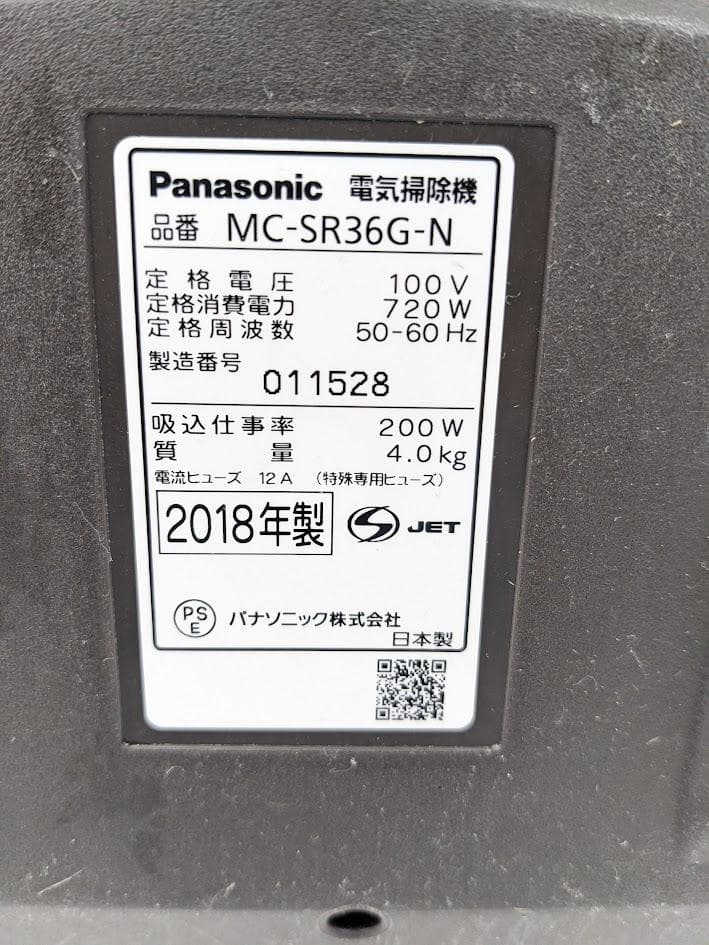 Panasonic 電気掃除機
品番 MC-SR36G-N
定格電圧 100V
定格消費電力 720W
定格周波数 50-60Hz
製造番号
011528
吸込仕事率 200W
質量 4.0kg
電流ヒューズ 12A （特殊専用ヒューズ）
2018年製 S JET
PS
E パナソニック株式会社
日本製